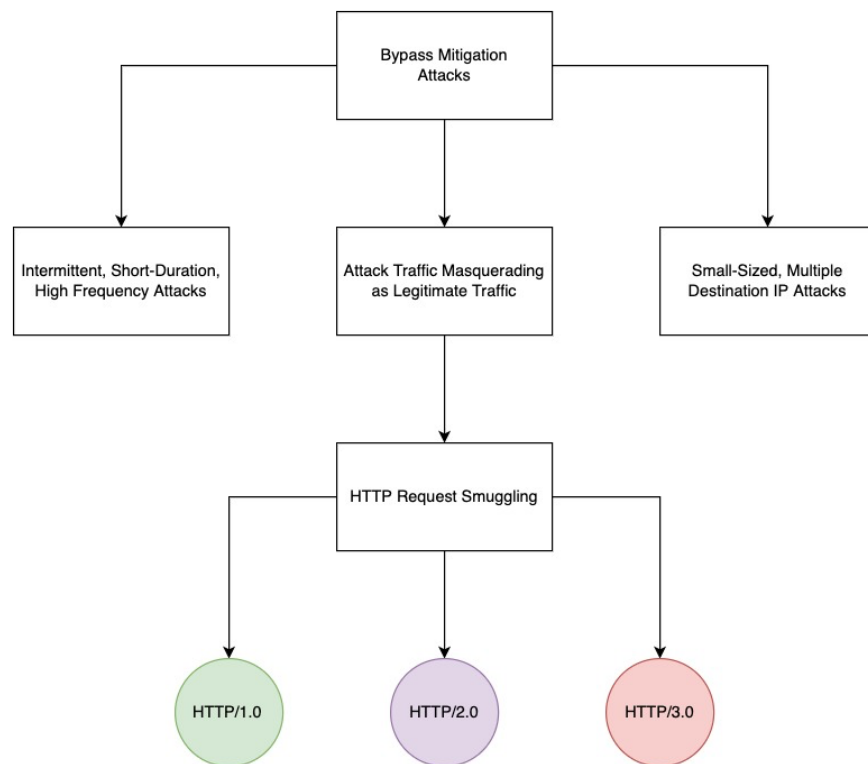 Bypass Mitigation
Attacks
Intermittent, Short-Duration,
High Frequency Attacks
Attack Traffic Masquerading
as Legitimate Traffic
Small-Sized, Multiple
Destination IP Attacks
HTTP Request Smuggling
HTTP/1.0
HTTP/2.0
HTTP/3.0